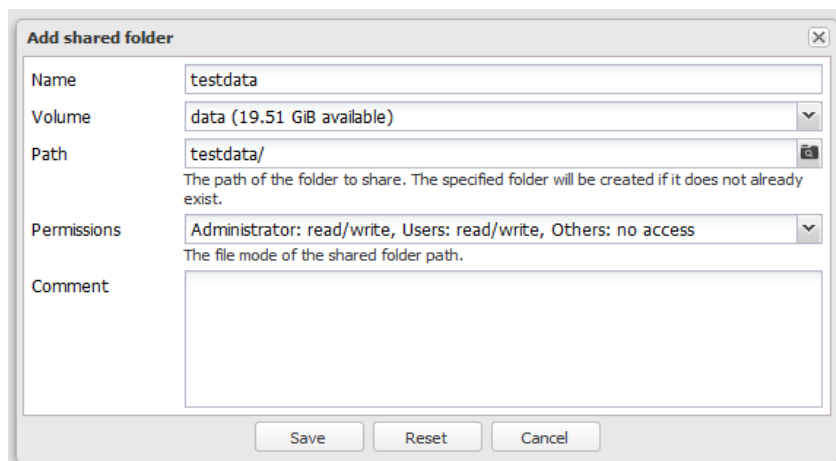 Add shared folder
Name testdata
Volume data (19.51 GiB available)
Path testdata/
The path of the folder to share. The specified folder will be created if it does not already
exist.
Permissions Administrator: read/write, Users: read/write, Others: no access
The file mode of the shared folder path.
Comment
Save Reset Cancel